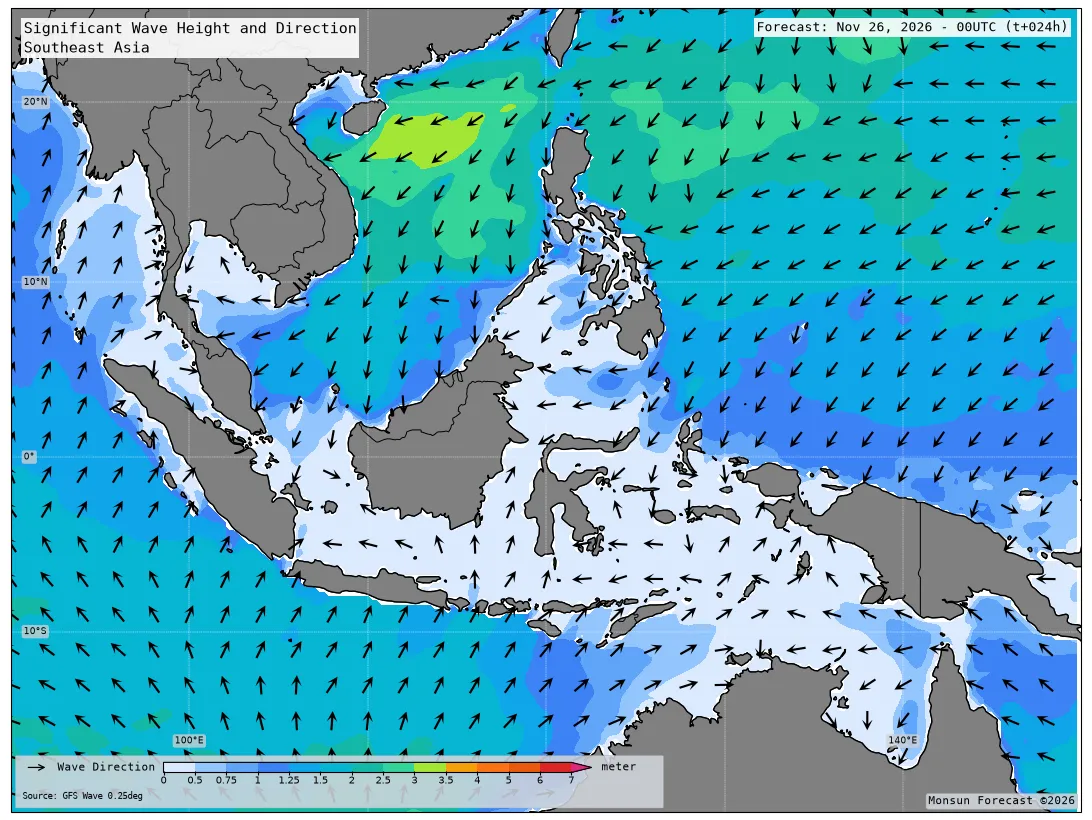 Significant Wave Height and Direction
Southeast Asia
Forecast: Nov 26, 2026 - 00UTC (t+024h)
20°N
10°N
0°
10°S
100°E
140°E
Wave Direction
meter
0 0.5 0.75 1 1.25 1.5 2 2.5 3 3.5 4 5 6 7
Source: GFS Wave 0.25deg
Monsun Forecast ©2026